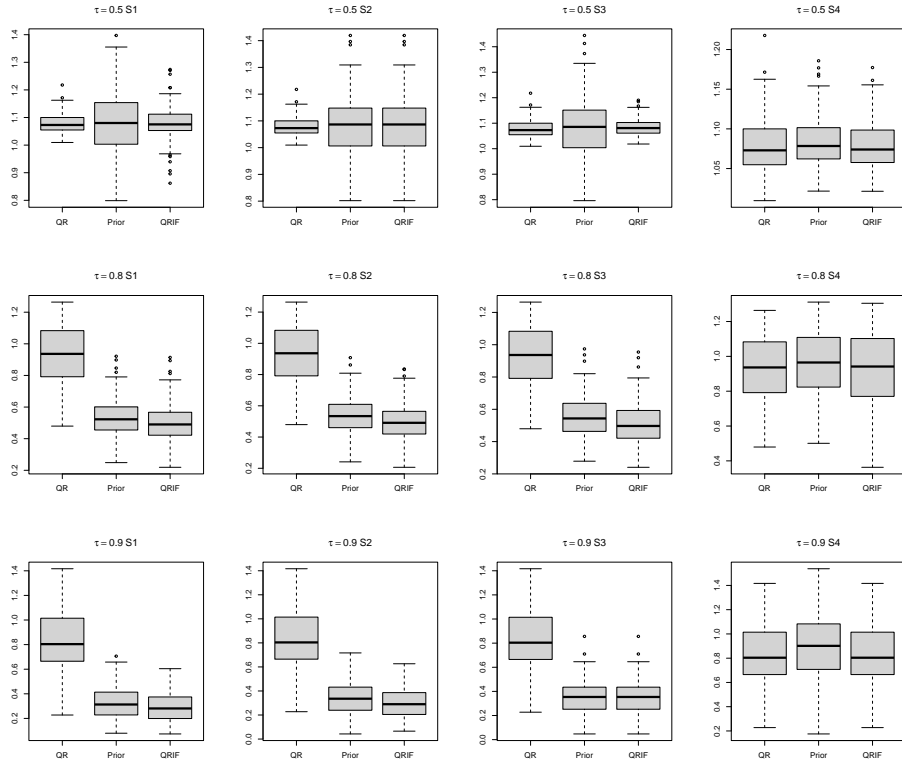 τ = 0.5 S1
0.8 0.9 1.0 1.1 1.2 1.3 1.4
QR Prior QRIF
τ = 0.5 S2
0.8 0.9 1.0 1.1 1.2 1.3 1.4
QR Prior QRIF
τ = 0.5 S3
0.8 0.9 1.0 1.1 1.2 1.3 1.4
QR Prior QRIF
τ = 0.5 S4
1.05 1.10 1.15 1.20
QR Prior QRIF
τ = 0.8 S1
0.2 0.4 0.6 0.8 1.0 1.2
QR Prior QRIF
τ = 0.8 S2
0.2 0.4 0.6 0.8 1.0 1.2
QR Prior QRIF
τ = 0.8 S3
0.2 0.4 0.6 0.8 1.0 1.2
QR Prior QRIF
τ = 0.8 S4
0.4 0.6 0.8 1.0 1.2
QR Prior QRIF
τ = 0.9 S1
0.2 0.4 0.6 0.8 1.0 1.2 1.4
QR Prior QRIF
τ = 0.9 S2
0.0 0.2 0.4 0.6 0.8 1.0 1.2 1.4
QR Prior QRIF
τ = 0.9 S3
0.0 0.2 0.4 0.6 0.8 1.0 1.2 1.4
QR Prior QRIF
τ = 0.9 S4
0.2 0.4 0.6 0.8 1.0 1.2 1.4
QR Prior QRIF